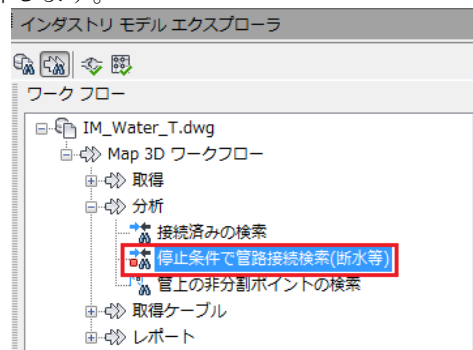 インダストリ モデル エクスプローラ
ワーク フロー
IM_Water_T.dwg
Map 3D ワークフロー
取得
分析
接続済みの検索
停止条件で管路接続検索(断水等)
管上の非分割ポイントの検索
取得ケーブル
レポート